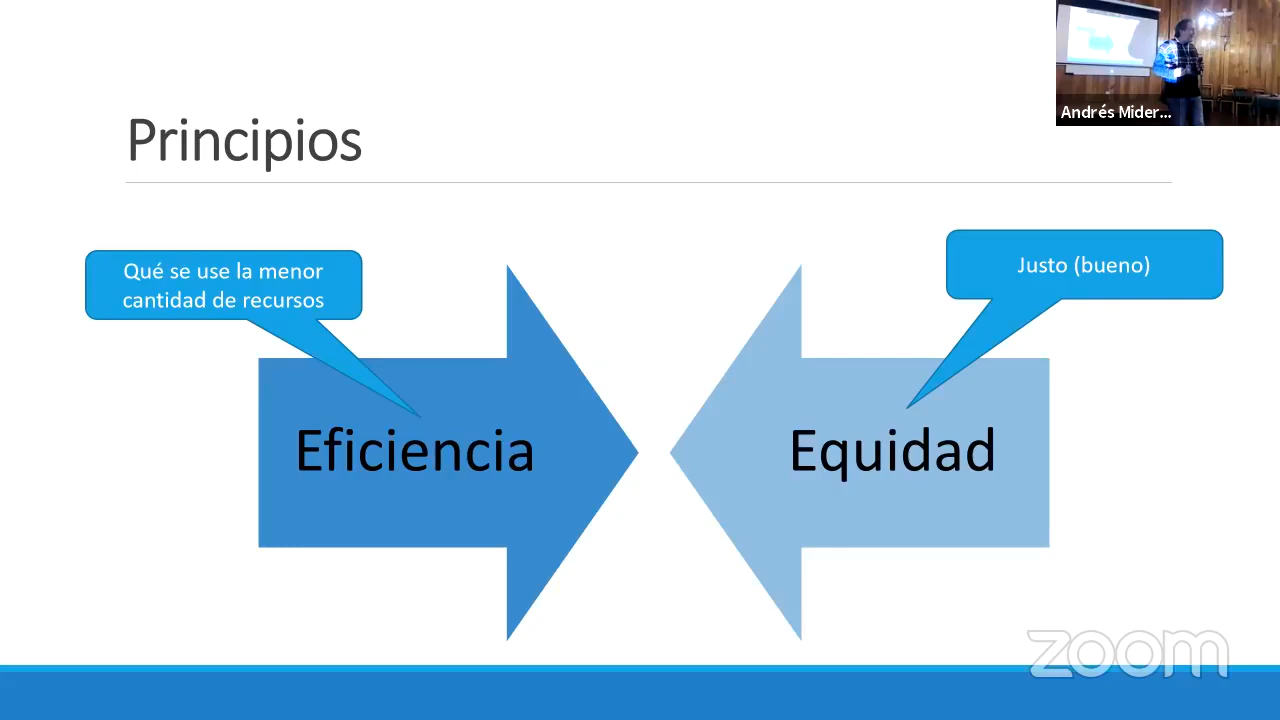 Andrés Mider...
Principios
Qué se use la menor
cantidad de recursos
Justo (bueno)
Eficiencia
Equidad
zoom